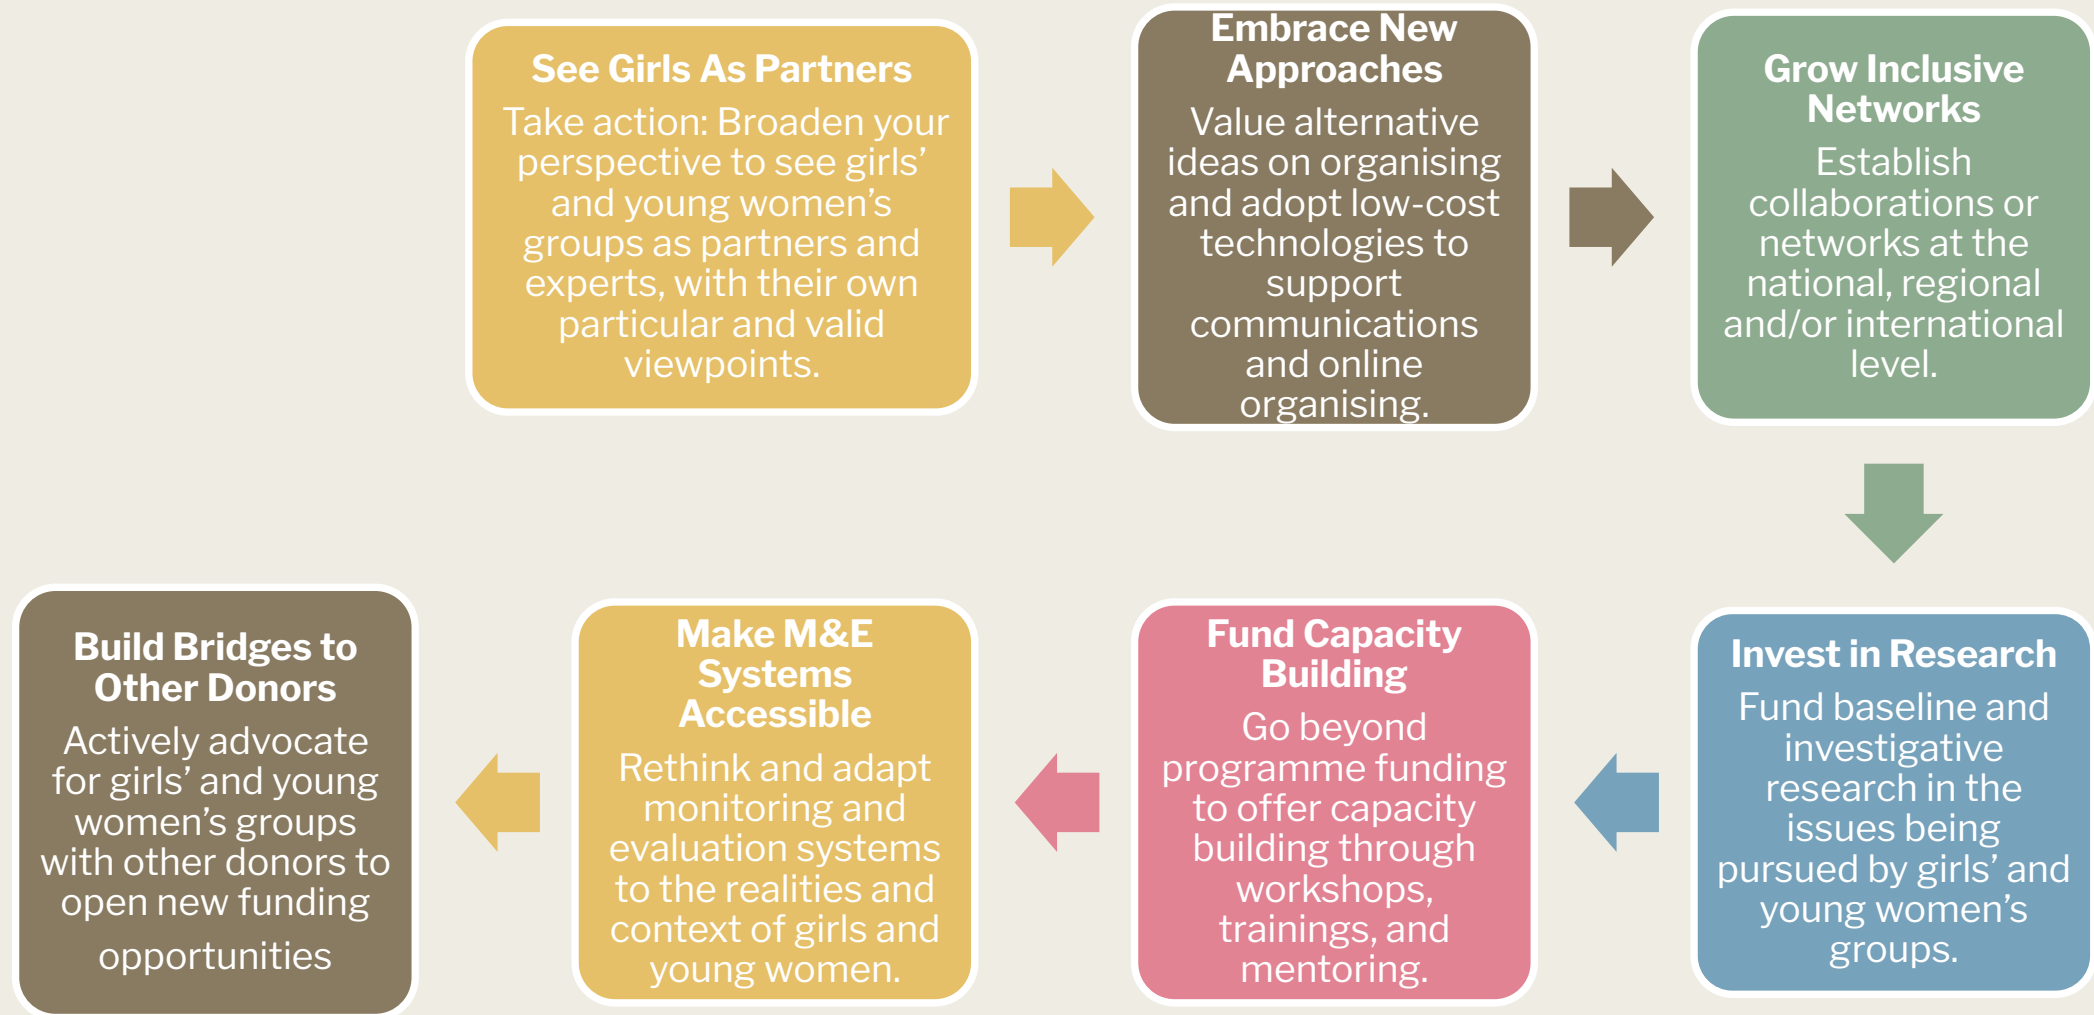 See Girls As Partners
Take action: Broaden your
perspective to see girls’
and young women’s
groups as partners and
experts, with their own
particular and valid
viewpoints.
Embrace New
Approaches
Value alternative
ideas on organising
and adopt low-cost
technologies to
support
communications
and online
organising.
Grow Inclusive
Networks
Establish
collaborations or
networks at the
national, regional
and/or international
level.
Invest in Research
Fund baseline and
investigative
research in the
issues being
pursued by girls’ and
young women’s
groups.
Fund Capacity
Building
Go beyond
programme funding
to offer capacity
building through
workshops,
trainings, and
mentoring.
Make M&E
Systems
Accessible
Rethink and adapt
monitoring and
evaluation systems
to the realities and
context of girls and
young women.
Build Bridges to
Other Donors
Actively advocate
for girls’ and young
women’s groups
with other donors to
open new funding
opportunities